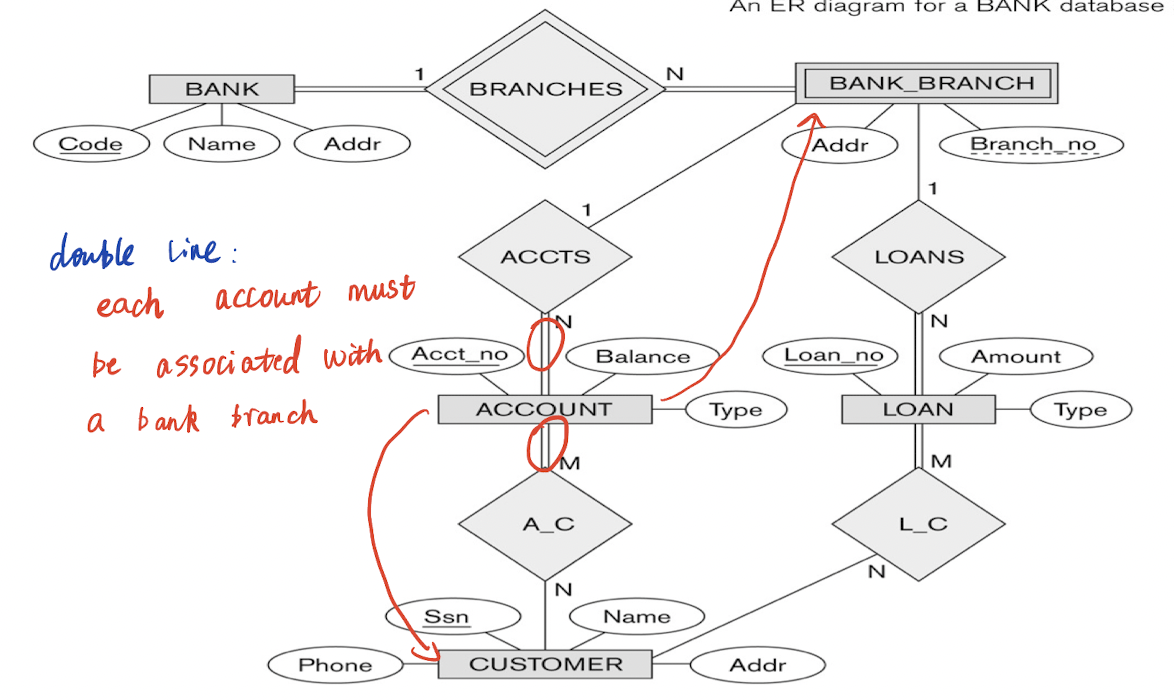 An ER diagram for a BANK database
1
N
BANK
BRANCHES
BANK_BRANCH
Code
Name
Addr
Addr
Branch_no
1
1
double line:
each account must
be associated with
a bank branch
ACCTS
LOANS
N
N
Acct_no
Balance
Loan_no
Amount
ACCOUNT
Type
LOAN
Type
M
M
A_C
L_C
N
N
Ssn
Name
Phone
CUSTOMER
Addr